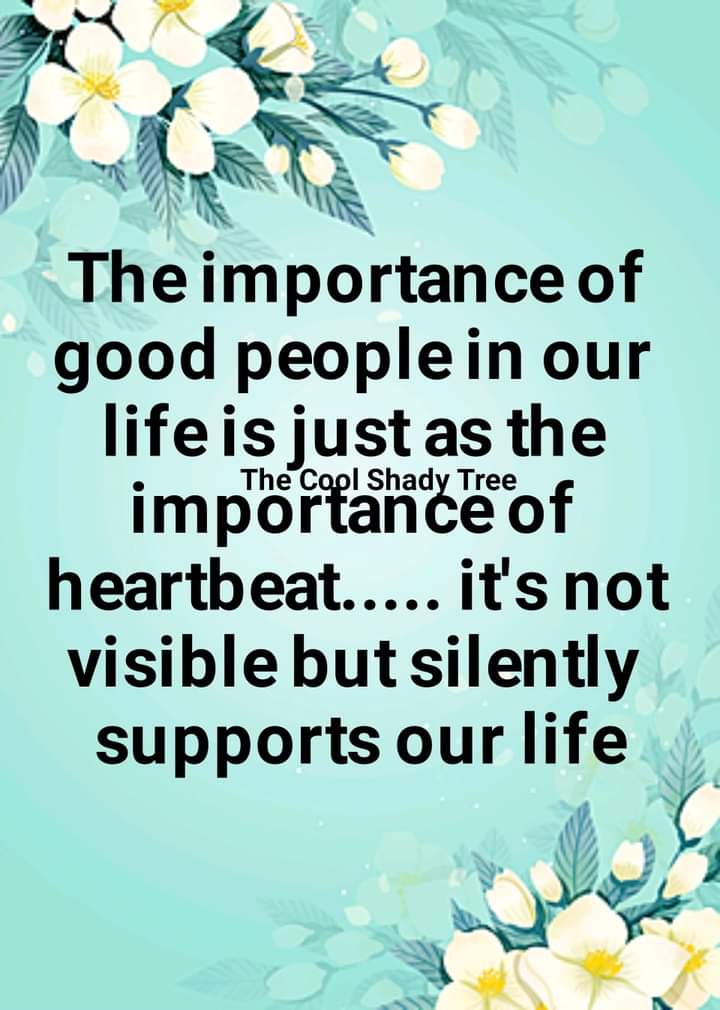 The importance of
good people in our
life is just as the
The Cool Shady Tree
importance of
heartbeat..... it's not
visible but silently
supports our life